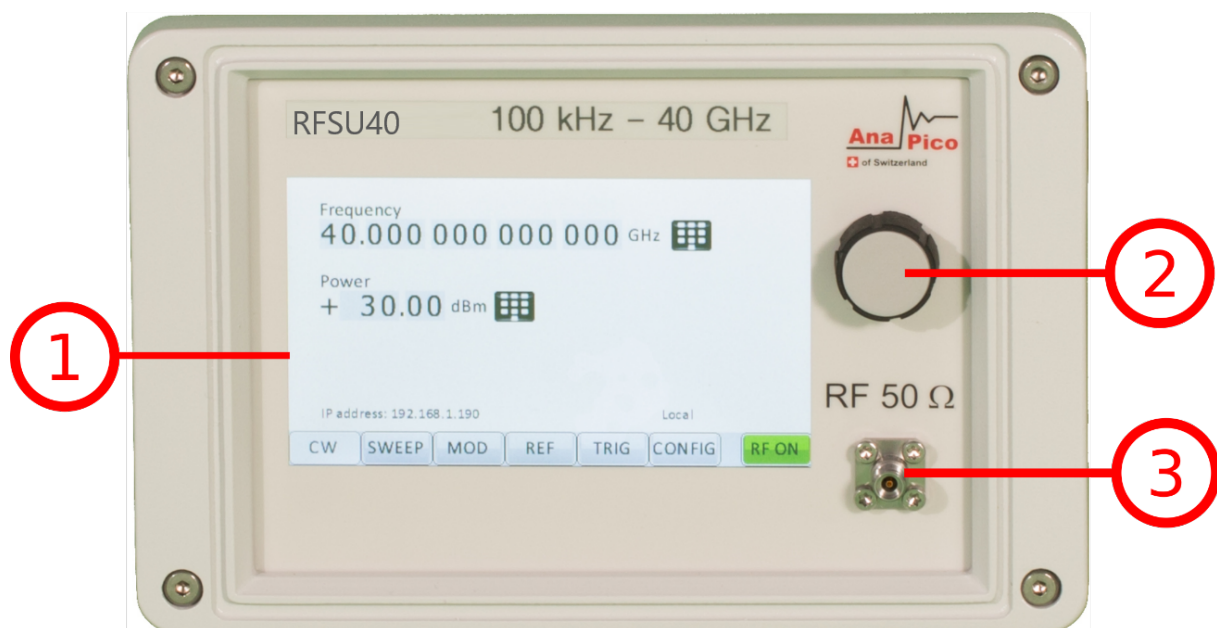 RFSU40 100 kHz – 40 GHz
Ana Pico
of Switzerland
Frequency
40.000 000 000 000 GHz
Power
+ 30.00 dBm
IP address: 192.168.1.190 Local
CW SWEEP MOD REF TRIG CONFIG RF ON
RF 50 Ω
1
2
3